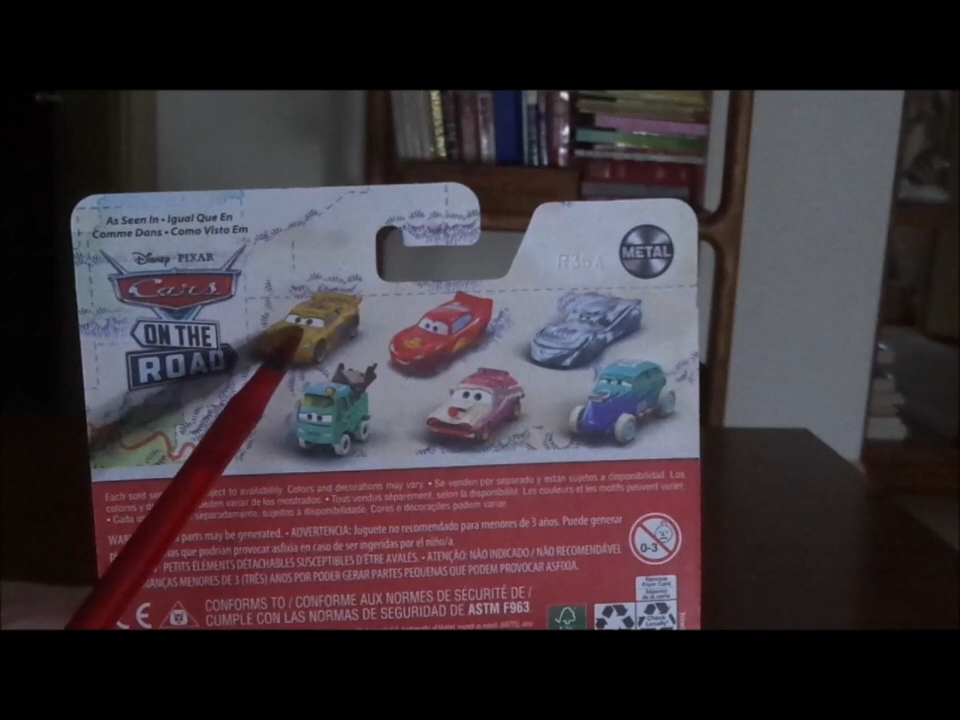 As Seen In • Igual Que En
Comme Dans • Como Visto Em
Disney • PIXAR
Cars
ON THE
ROAD
R36A
METAL
Each sold ject to availability. Colors and decorations may vary. • Se venden por separado y están sujetos a disponibilidad. Los
colores y pueden variar de los mostrados. • Tous vendus séparément, selon la disponibilité. Les couleurs et les motifs peuvent varier.
• Cada separadamente, sujeitos à disponibilidade. Cores e decorações podem variar.
parts may be generated. • ADVERTENCIA: Juguete no recomendado para menores de 3 años. Puede generar
que podrían provocar asfixia en caso de ser ingeridas por el niño/a.
PETITS ELEMENTS DÉTACHABLES SUSCEPTIBLES D'ÊTRE AVALES. • ATENÇÃO: NÃO INDICADO / NÃO RECOMENDÁVEL
MENORES DE 3 (TRÊS) ANOS POR PODER GERAR PARTES PEQUENAS QUE PODEM PROVOCAR ASFIXIA.
0-3
CE
CONFORMS TO / CONFORME AUX NORMES DE SÉCURITÉ DE /
CUMPLE CON LAS NORMAS DE SEGURIDAD DE ASTM F963.